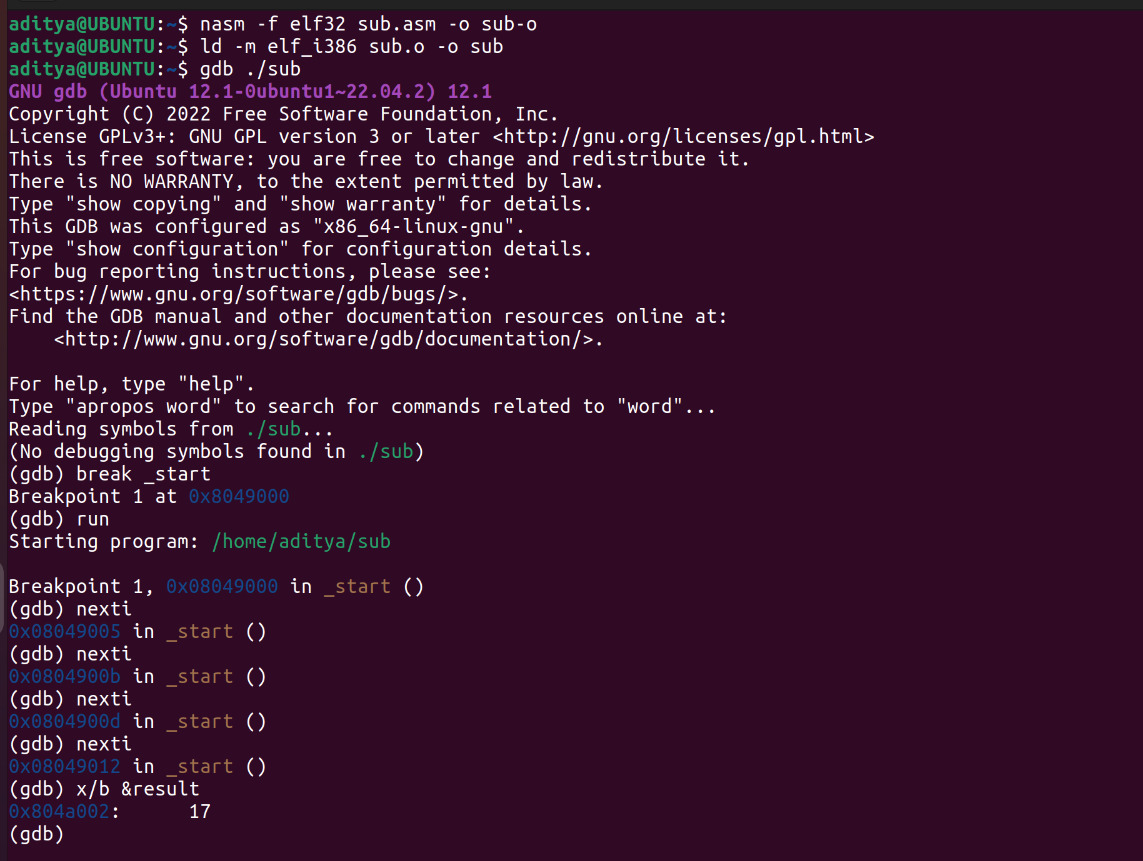 aditya@UBUNTU:~$ nasm -f elf32 sub.asm -o sub-o
aditya@UBUNTU:~$ ld -m elf_i386 sub.o -o sub
aditya@UBUNTU:~$ gdb ./sub
GNU gdb (Ubuntu 12.1-0ubuntu1~22.04.2) 12.1
Copyright (C) 2022 Free Software Foundation, Inc.
License GPLv3+: GNU GPL version 3 or later <http://gnu.org/licenses/gpl.html>
This is free software: you are free to change and redistribute it.
There is NO WARRANTY, to the extent permitted by law.
Type "show copying" and "show warranty" for details.
This GDB was configured as "x86_64-linux-gnu".
Type "show configuration" for configuration details.
For bug reporting instructions, please see:
<https://www.gnu.org/software/gdb/bugs/>.
Find the GDB manual and other documentation resources online at:
    <http://www.gnu.org/software/gdb/documentation/>.

For help, type "help".
Type "apropos word" to search for commands related to "word"...
Reading symbols from ./sub...
(No debugging symbols found in ./sub)
(gdb) break _start
Breakpoint 1 at 0x8049000
(gdb) run
Starting program: /home/aditya/sub

Breakpoint 1, 0x08049000 in _start ()
(gdb) nexti
0x08049005 in _start ()
(gdb) nexti
0x0804900b in _start ()
(gdb) nexti
0x0804900d in _start ()
(gdb) nexti
0x08049012 in _start ()
(gdb) x/b &result
0x804a002:      17
(gdb)